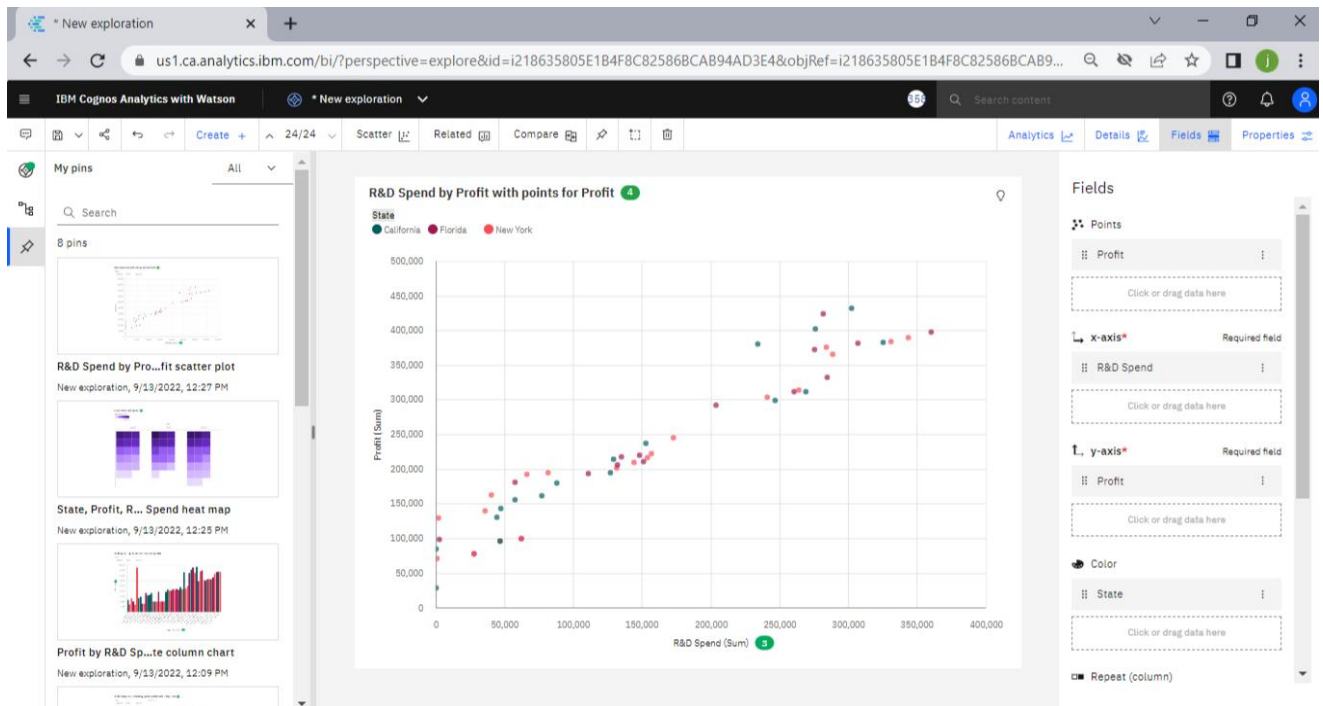 * New exploration
us1.ca.analytics.ibm.com/bi/?perspective=explore&id=i218635805E1B4F8C82586BCAB94AD3E4&objRef=i218635805E1B4F8C82586BCAB9...
j
IBM Cognos Analytics with Watson
* New exploration
358
Search content
Create +
24/24
Scatter
Related
Compare
Analytics
Details
Fields
Properties
My pins
All
Search
8 pins
R&D Spend by Pro...fit scatter plot
New exploration, 9/13/2022, 12:27 PM
State, Profit, R... Spend heat map
New exploration, 9/13/2022, 12:25 PM
Profit by R&D Sp...te column chart
New exploration, 9/13/2022, 12:09 PM
R&D Spend by Profit with points for Profit 4
State
California Florida New York
Profit (Sum)
500,000
450,000
400,000
350,000
300,000
250,000
200,000
150,000
100,000
50,000
0
0 50,000 100,000 150,000 200,000 250,000 300,000 350,000 400,000
R&D Spend (Sum) 3
Fields
Points
Profit
Click or drag data here
x-axis* Required field
R&D Spend
Click or drag data here
y-axis* Required field
Profit
Click or drag data here
Color
State
Click or drag data here
Repeat (column)